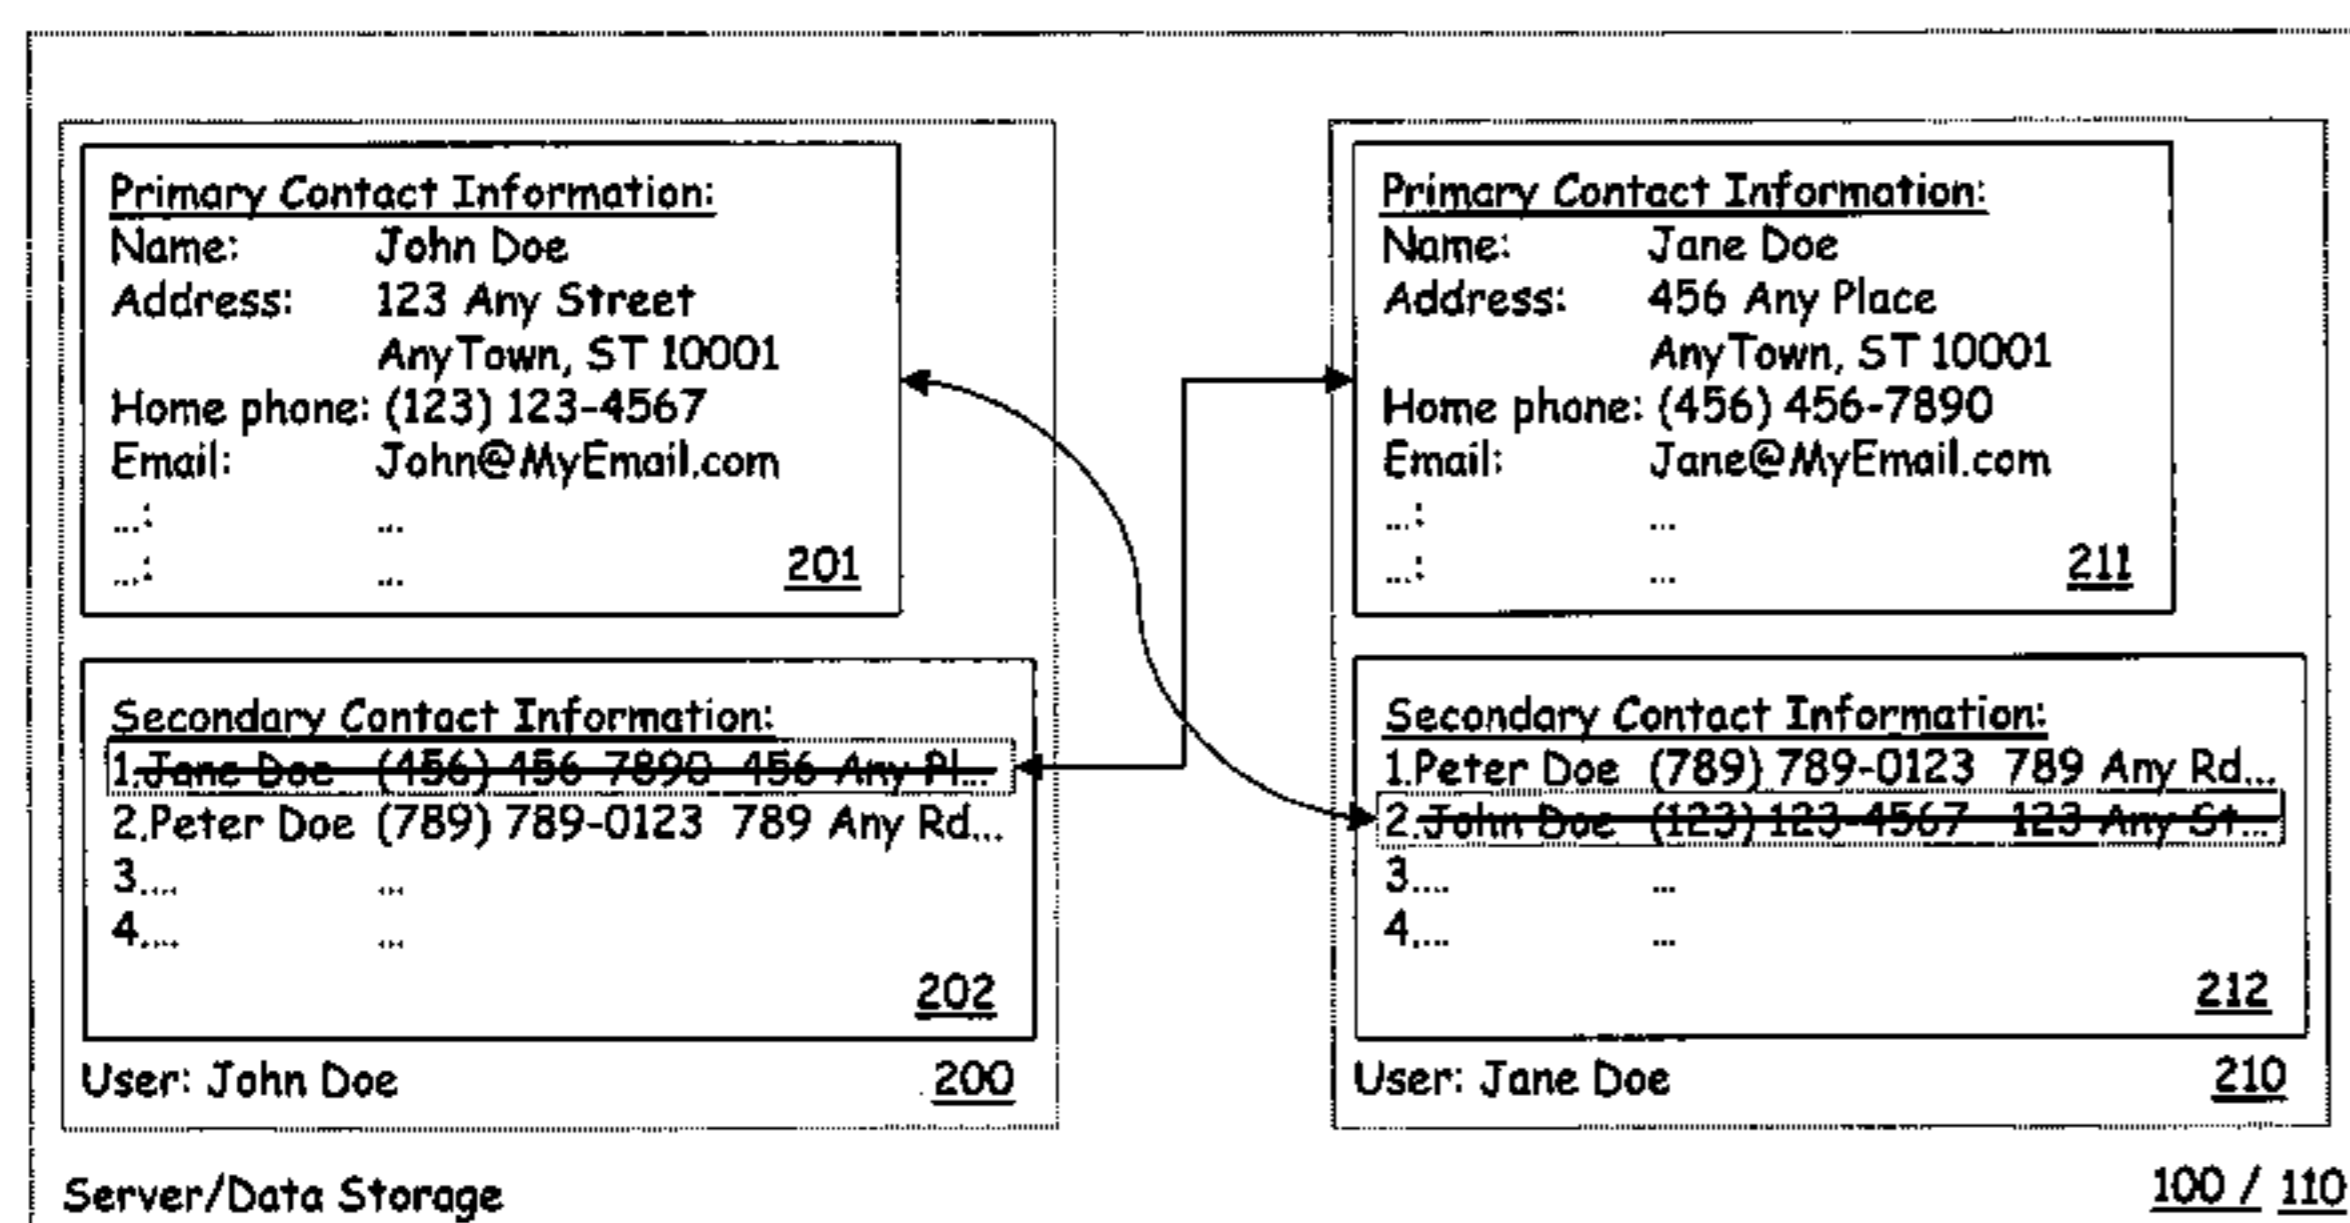 Primary Contact Information:
Name: John Doe
Address: 123 Any Street
AnyTown, ST 10001
Home phone: (123) 123-4567
Email: John@MyEmail.com
...: ...
...: ...
201
Secondary Contact Information:
1.Jane Doe (456) 456-7890 456 Any Pl...
2.Peter Doe (789) 789-0123 789 Any Rd...
3.... ...
4.... ...
202
User: John Doe 200
Primary Contact Information:
Name: Jane Doe
Address: 456 Any Place
AnyTown, ST 10001
Home phone: (456) 456-7890
Email: Jane@MyEmail.com
...: ...
...: ...
211
Secondary Contact Information:
1.Peter Doe (789) 789-0123 789 Any Rd...
2.John Doe (123) 123-4567 123 Any St...
3.... ...
4.... ...
212
User: Jane Doe 210
Server/Data Storage 100 / 110